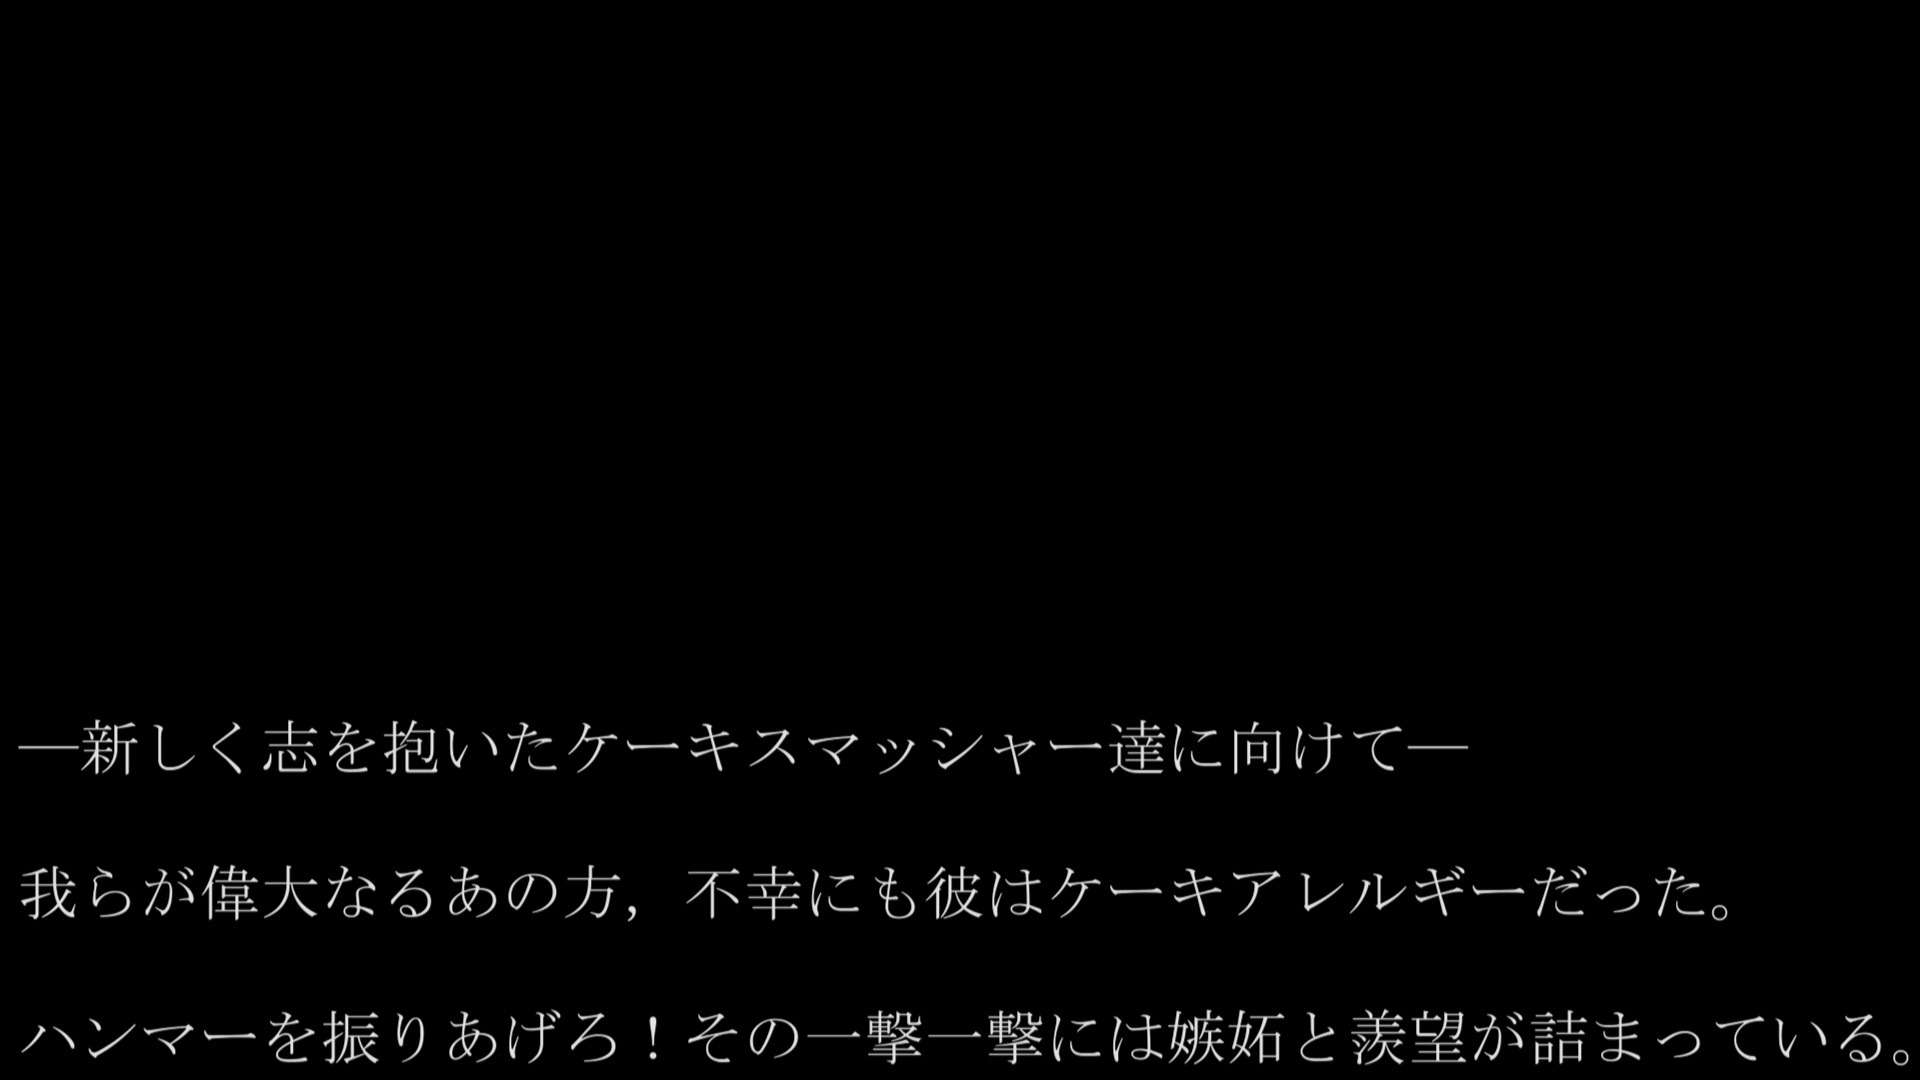 ―新しく志を抱いたケーキスマッシャー達に向けて―
我らが偉大なるあの方，不幸にも彼はケーキアレルギーだった。
ハンマーを振りあげろ！その一撃一撃には嫉妬と羨望が詰まっている。